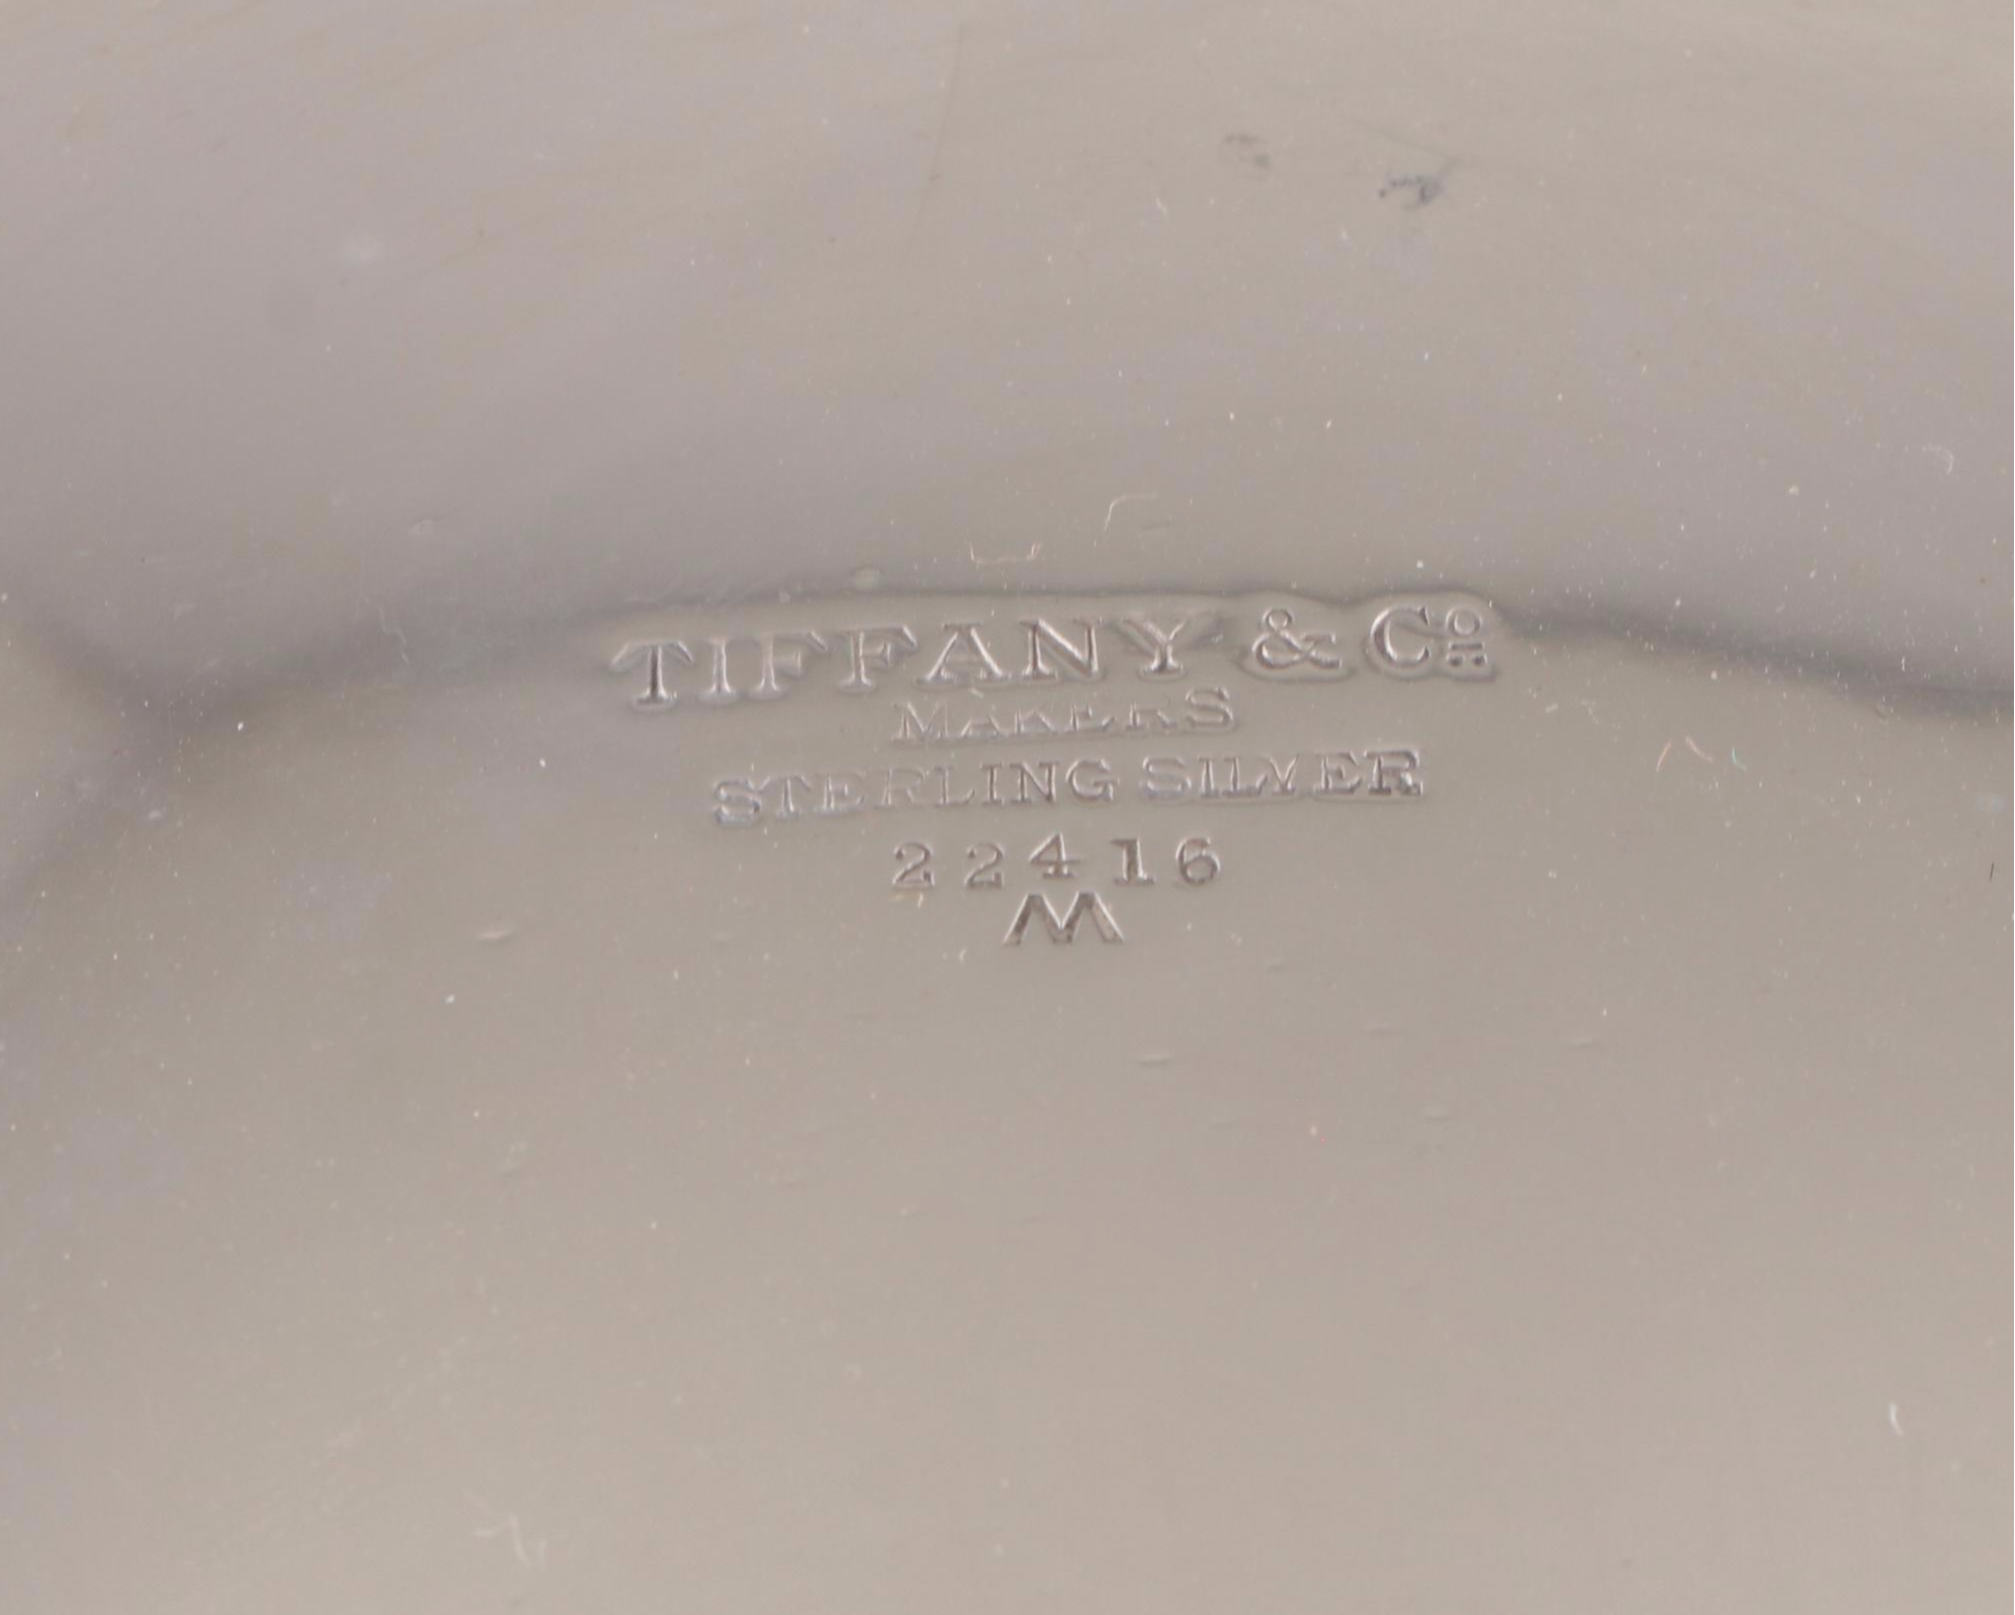 TIFFANY & Co.
MAKERS
STERLING SILVER
22416
M